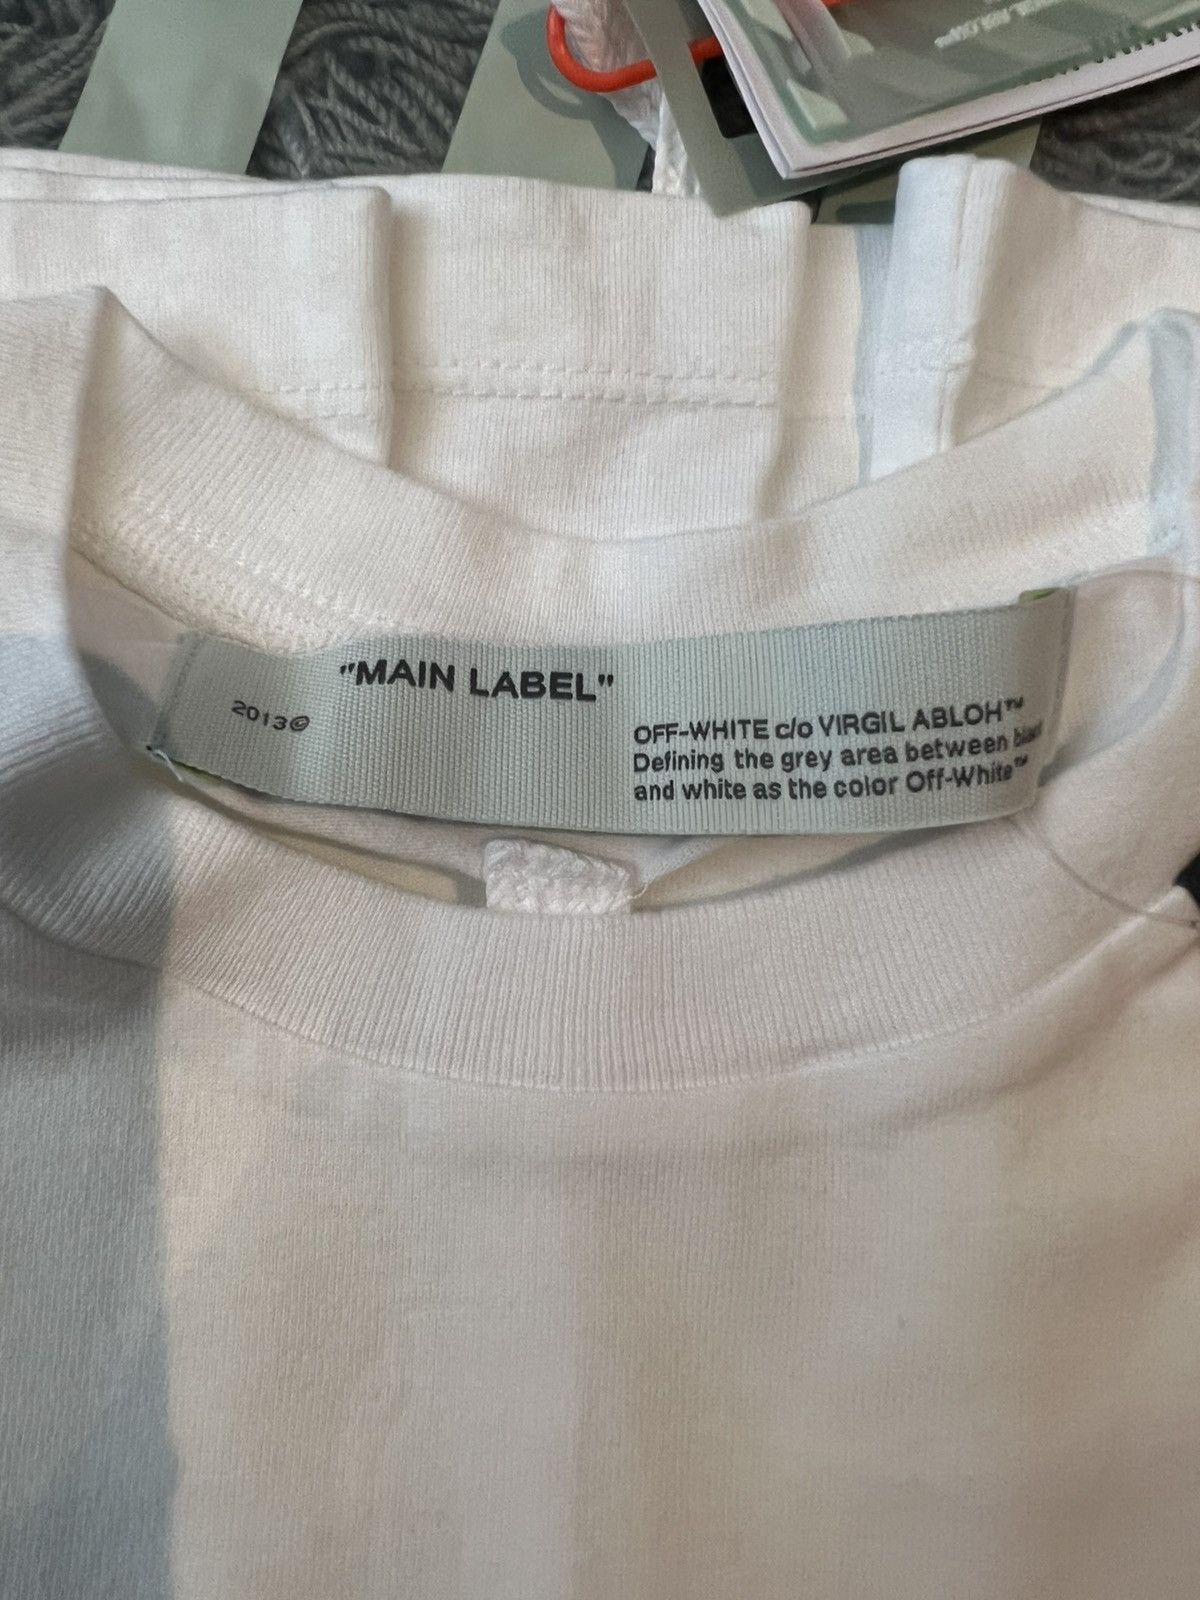 "MAIN LABEL"
2013©
OFF-WHITE c/o VIRGIL ABLOH™
Defining the grey area between
and white as the color Off-White™